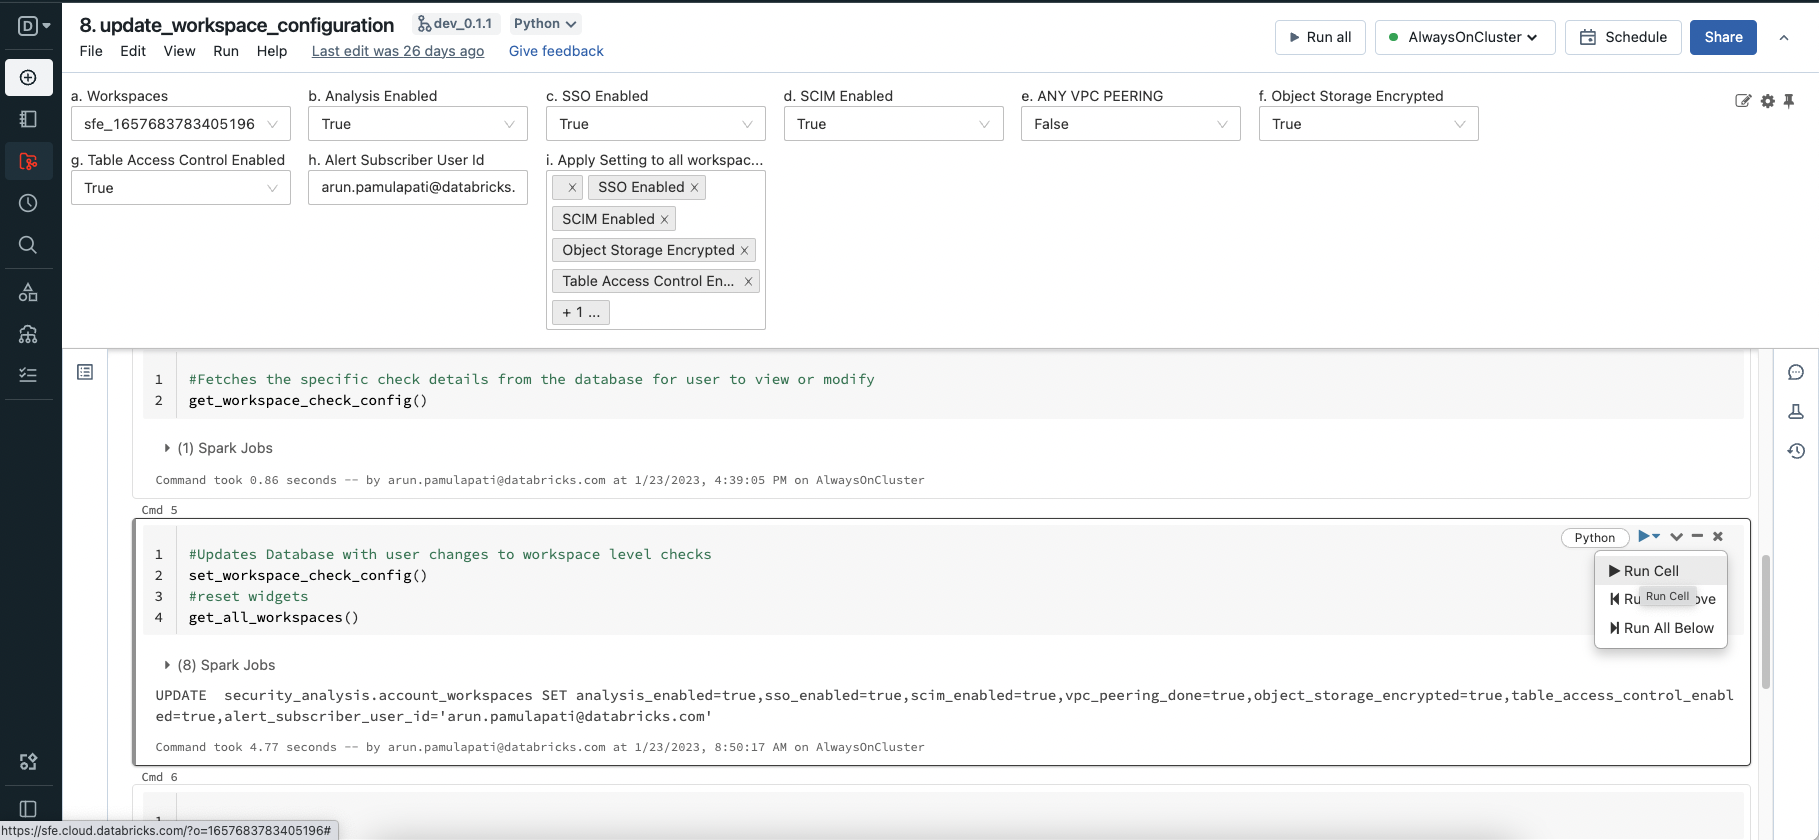 D
8. update_workspace_configuration
dev_0.1.1
Python
File Edit View Run Help Last edit was 26 days ago Give feedback
Run all
AlwaysOnCluster
Schedule
Share
a. Workspaces
sfe_1657683783405196
b. Analysis Enabled
True
c. SSO Enabled
True
d. SCIM Enabled
True
e. ANY VPC PEERING
False
f. Object Storage Encrypted
True
g. Table Access Control Enabled
True
h. Alert Subscriber User Id
arun.pamulapati@databricks.
i. Apply Setting to all workspac...
SSO Enabled
SCIM Enabled
Object Storage Encrypted
Table Access Control En...
+ 1 ...
1 #Fetches the specific check details from the database for user to view or modify
2 get_workspace_check_config()
(1) Spark Jobs
Command took 0.86 seconds -- by arun.pamulapati@databricks.com at 1/23/2023, 4:39:05 PM on AlwaysOnCluster
Cmd 5
Python
1 #Updates Database with user changes to workspace level checks
2 set_workspace_check_config()
3 #reset widgets
4 get_all_workspaces()
Run Cell
Run Cell
Run All Below
(8) Spark Jobs
UPDATE  security_analysis.account_workspaces SET analysis_enabled=true,sso_enabled=true,scim_enabled=true,vpc_peering_done=true,object_storage_encrypted=true,table_access_control_enabl
ed=true,alert_subscriber_user_id='arun.pamulapati@databricks.com'
Command took 4.77 seconds -- by arun.pamulapati@databricks.com at 1/23/2023, 8:50:17 AM on AlwaysOnCluster
Cmd 6
1
https://sfe.cloud.databricks.com/?o=1657683783405196#